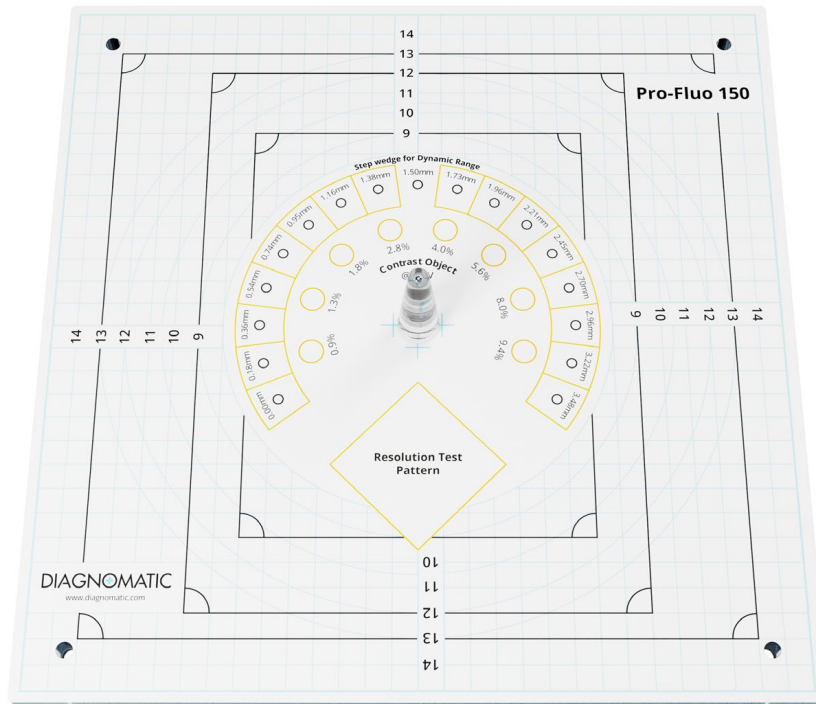 14
13
12
11
10
9
Pro-Fluo 150
Step wedge for Dynamic Range
0.00mm
0.18mm
0.36mm
0.54mm
0.74mm
0.95mm
1.16mm
1.38mm
1.50mm
1.73mm
1.96mm
2.21mm
2.45mm
2.70mm
2.96mm
3.22mm
3.48mm
0.9%
1.3%
1.8%
2.8%
4.0%
5.6%
8.0%
9.4%
Contrast Object
14 13 12 11 10 9
9 10 11 12 13 14
Resolution Test
Pattern
10
11
12
13
14
DIAGNOMATIC
www.diagnomatic.com